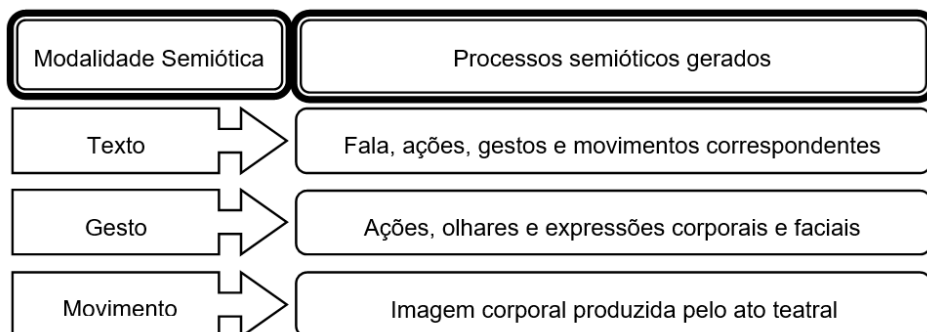 Modalidade Semiótica
Processos semióticos gerados
Texto
Fala, ações, gestos e movimentos correspondentes
Gesto
Ações, olhares e expressões corporais e faciais
Movimento
Imagem corporal produzida pelo ato teatral